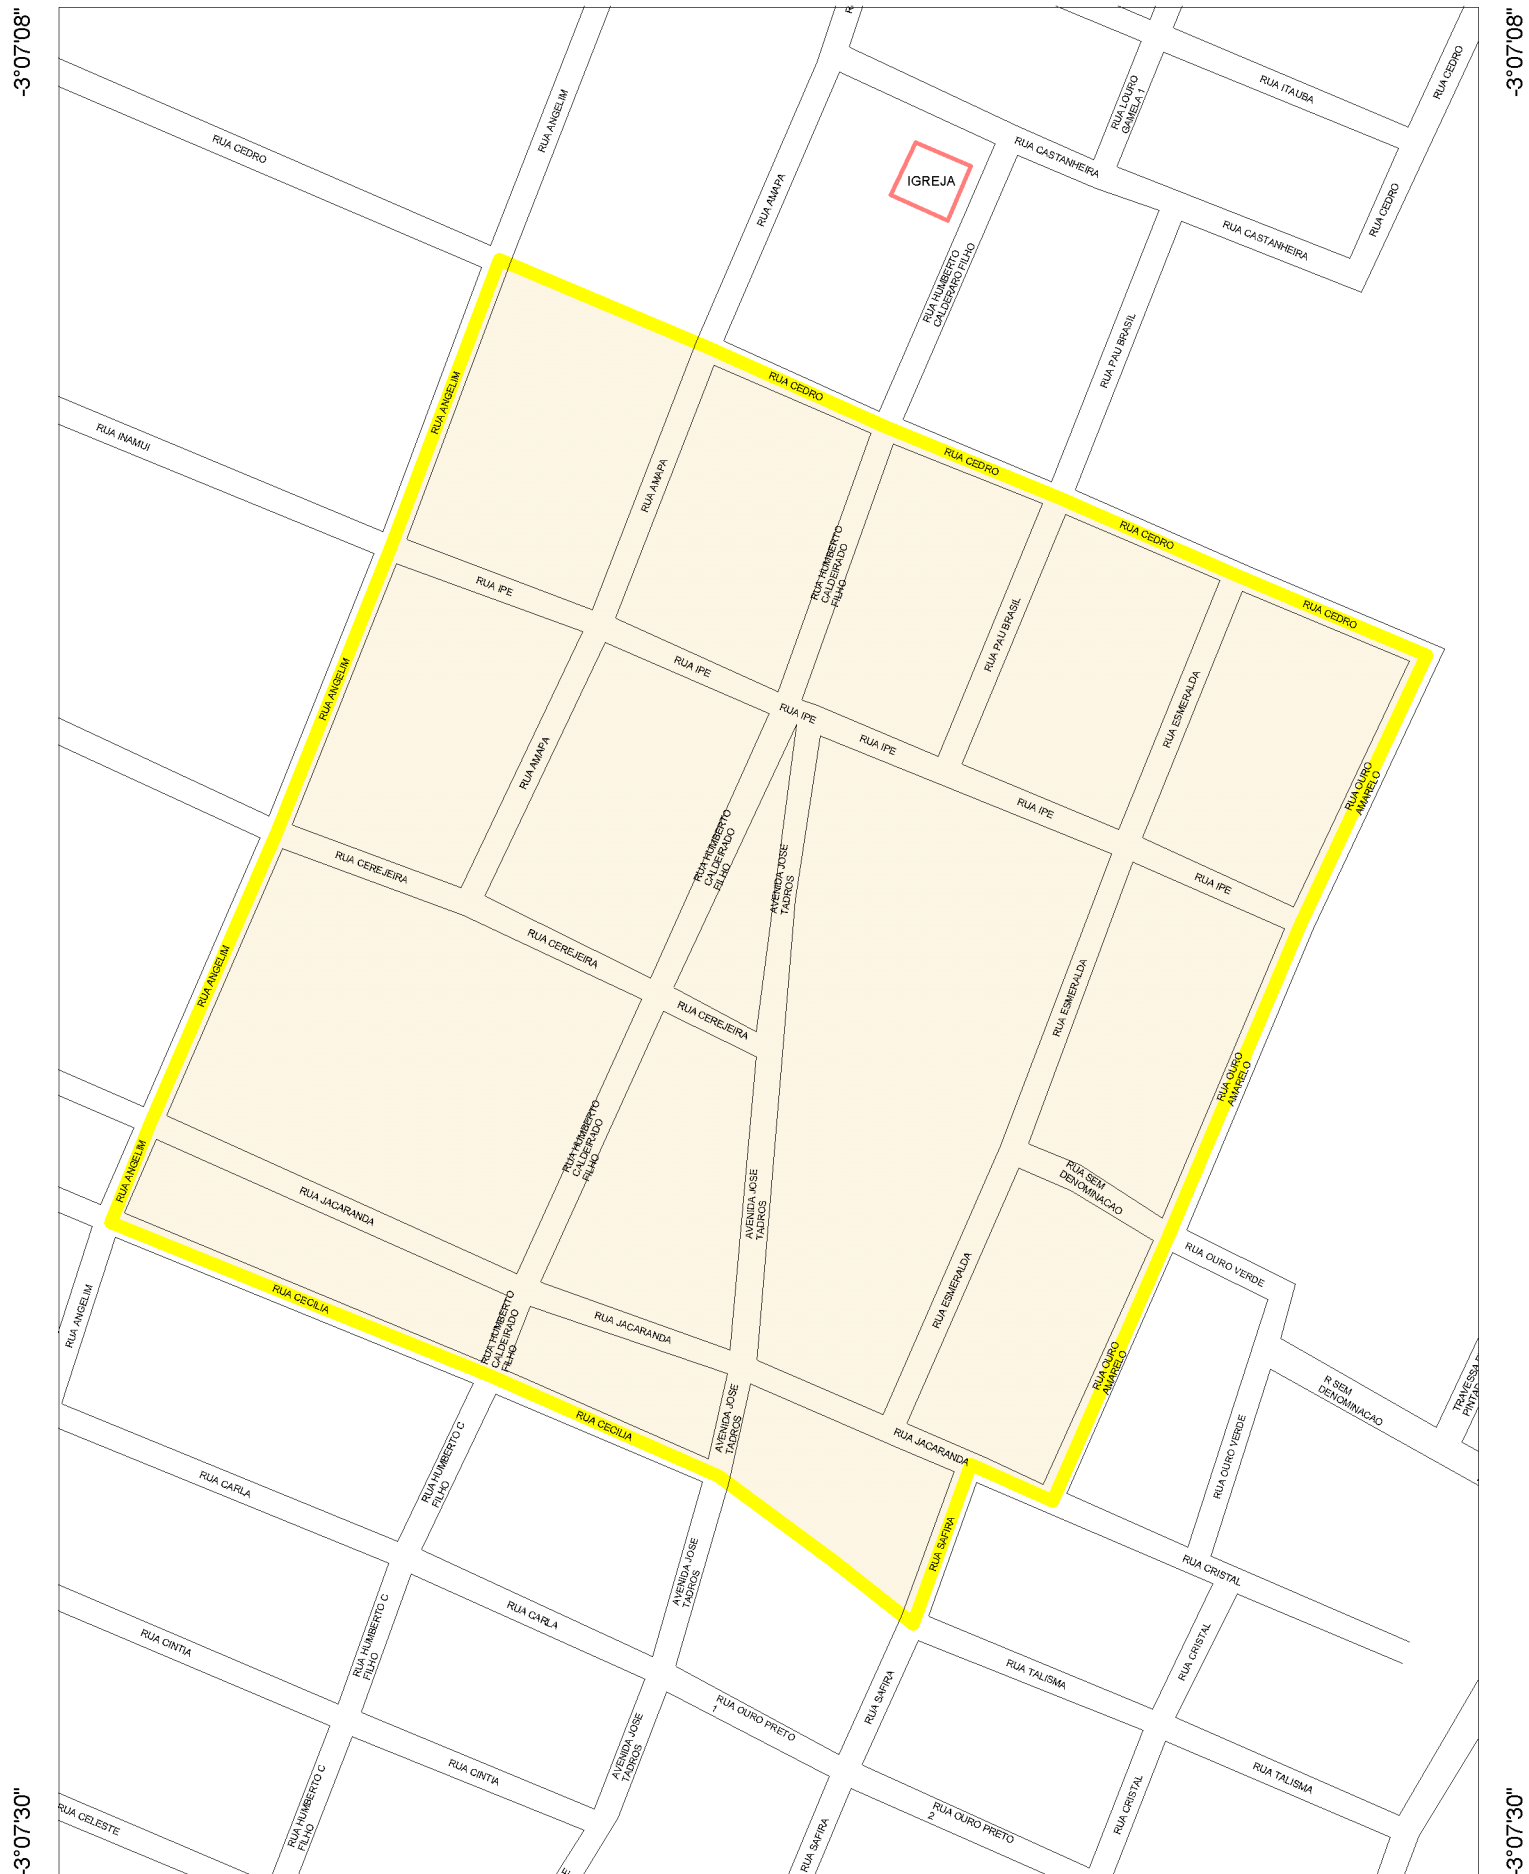 -3°07'08"
-3°07'08"
RUA CEDRO
RUA ANGELIM
RUA AMAPA
IGREJA
RUA CASTANHEIRA
RUA LOURO
GAMELA 1
RUA ITAUBA
RUA CEDRO
RUA CEDRO
RUA CASTANHEIRA
RUA HUMBERTO
CALDERARO FILHO
RUA PAU BRASIL
RUA INAMUI
RUA ANGELIM
RUA CEDRO
RUA CEDRO
RUA CEDRO
RUA CEDRO
RUA AMAPA
RUA HUMBERTO
CALDEIRADO
FILHO
RUA PAU BRASIL
RUA ESMERALDA
RUA IPE
RUA IPE
RUA IPE
RUA IPE
RUA IPE
RUA IPE
RUA ANGELIM
RUA AMAPA
RUA OURO
AMARELO
RUA HUMBERTO
CALDEIRADO
FILHO
AVENIDA JOSE
TADROS
RUA CEREJEIRA
RUA CEREJEIRA
RUA CEREJEIRA
RUA ANGELIM
RUA ESMERALDA
RUA OURO
AMARELO
RUA HUMBERTO
CALDEIRADO
FILHO
AVENIDA JOSE
TADROS
RUA SEM
DENOMINACAO
RUA ANGELIM
RUA JACARANDA
RUA ESMERALDA
RUA OURO VERDE
RUA ANGELIM
RUA CECILIA
RUA HUMBERTO
CALDEIRADO
FILHO
RUA JACARANDA
RUA OURO
AMARELO
R SEM
DENOMINACAO
TRAVESSA
RUA CECILIA
AVENIDA JOSE
TADROS
RUA JACARANDA
RUA OURO VERDE
RUA CARLA
RUA HUMBERTO C
FILHO
RUA SAFIRA
RUA CRISTAL
AVENIDA JOSE
TADROS
RUA CARLA
RUA CINTIA
RUA HUMBERTO C
FILHO
RUA SAFIRA
RUA TALISMA
RUA CRISTAL
RUA OURO PRETO
1
AVENIDA JOSE
TADROS
RUA CINTIA
RUA TALISMA
RUA CELESTE
RUA HUMBERTO C
FILHO
RUA SAFIRA
RUA OURO PRETO
2
RUA CRISTAL
-3°07'30"
-3°07'30"